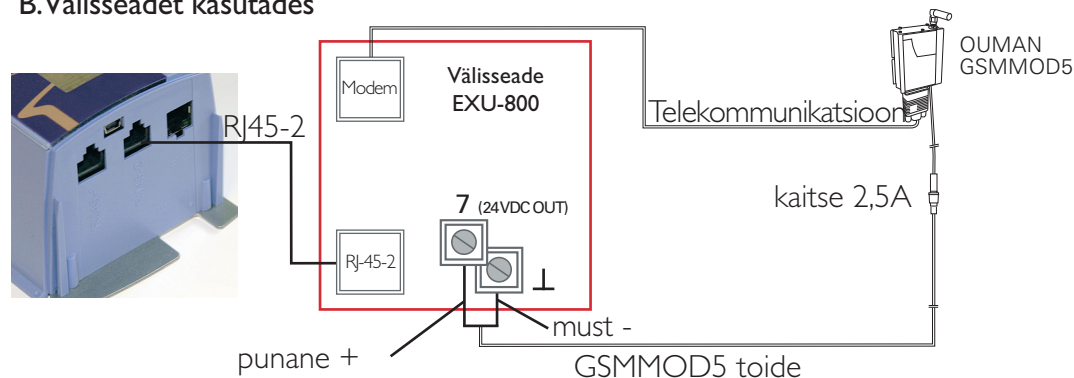 B.Välisseadet kasutades
OUMAN
GSMMOD5
Modem
Välisseade
EXU-800
Telekommunikatsioon
RJ45-2
kaitse 2,5A
7 (24VDC OUT)
RJ-45-2
must -
punane +
GSMMOD5 toide